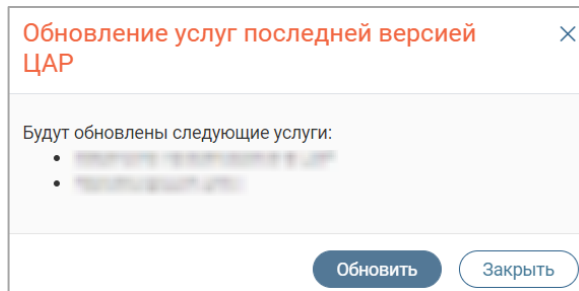 Обновление услуг последней версией
ЦАР
Будут обновлены следующие услуги:
Обновить Закрыть